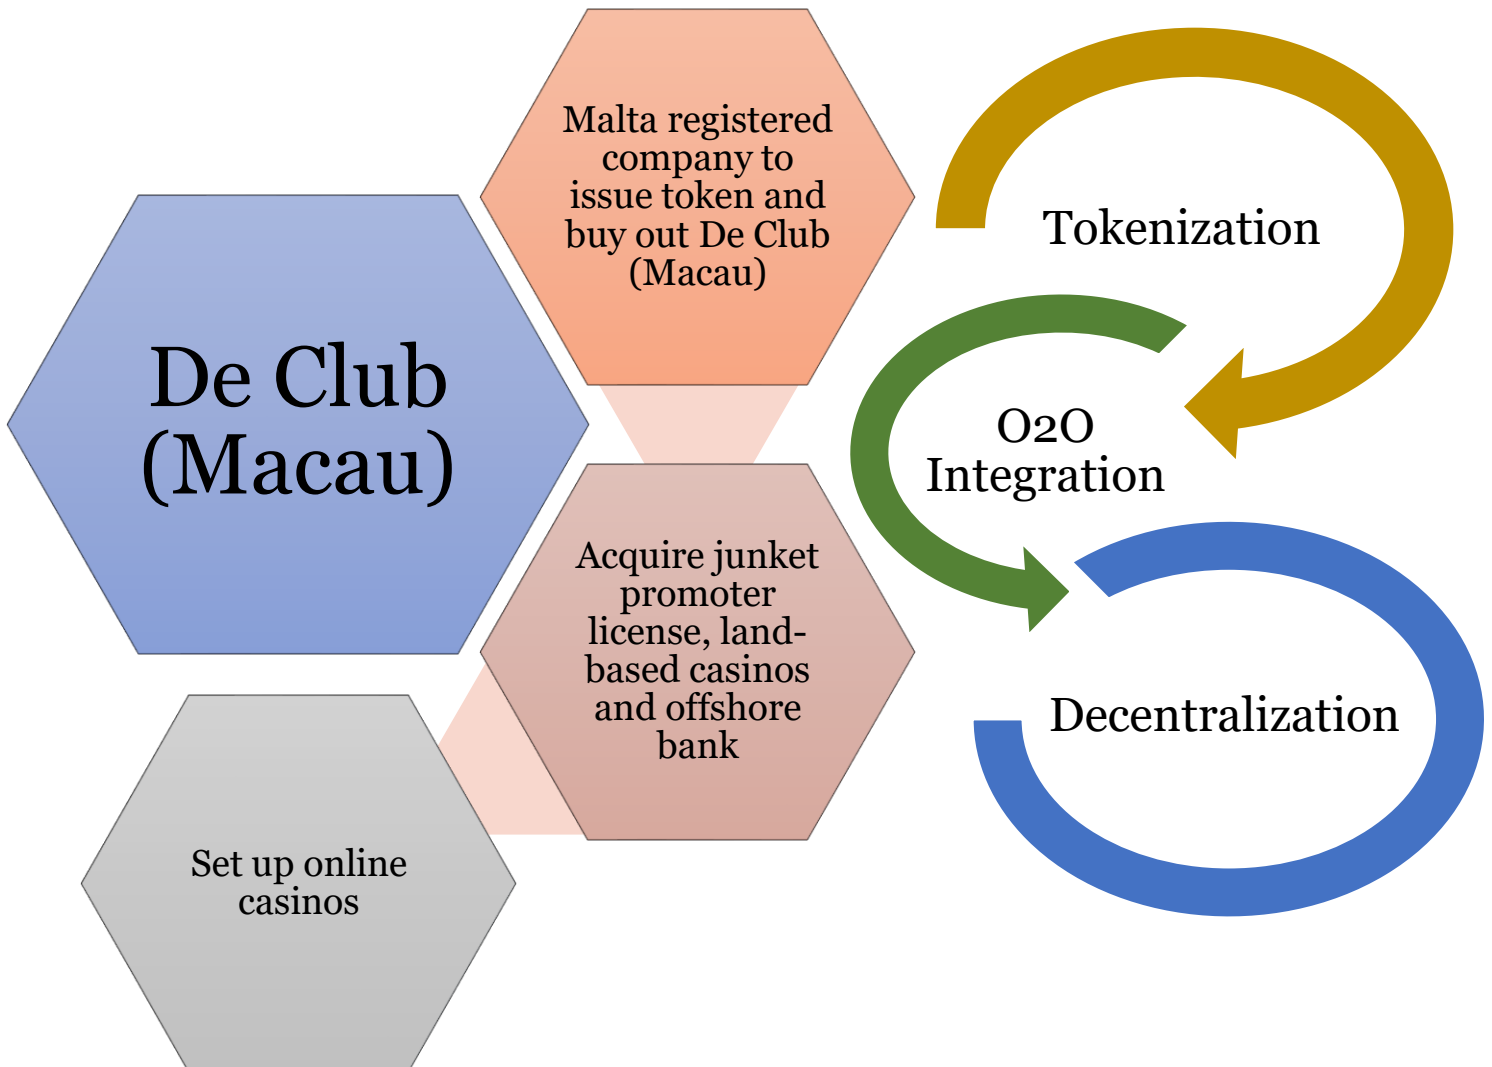 De Club
(Macau)
Malta registered
company to
issue token and
buy out De Club
(Macau)
Acquire junket
promoter
license, land-
based casinos
and offshore
bank
Set up online
casinos
Tokenization
O2O
Integration
Decentralization